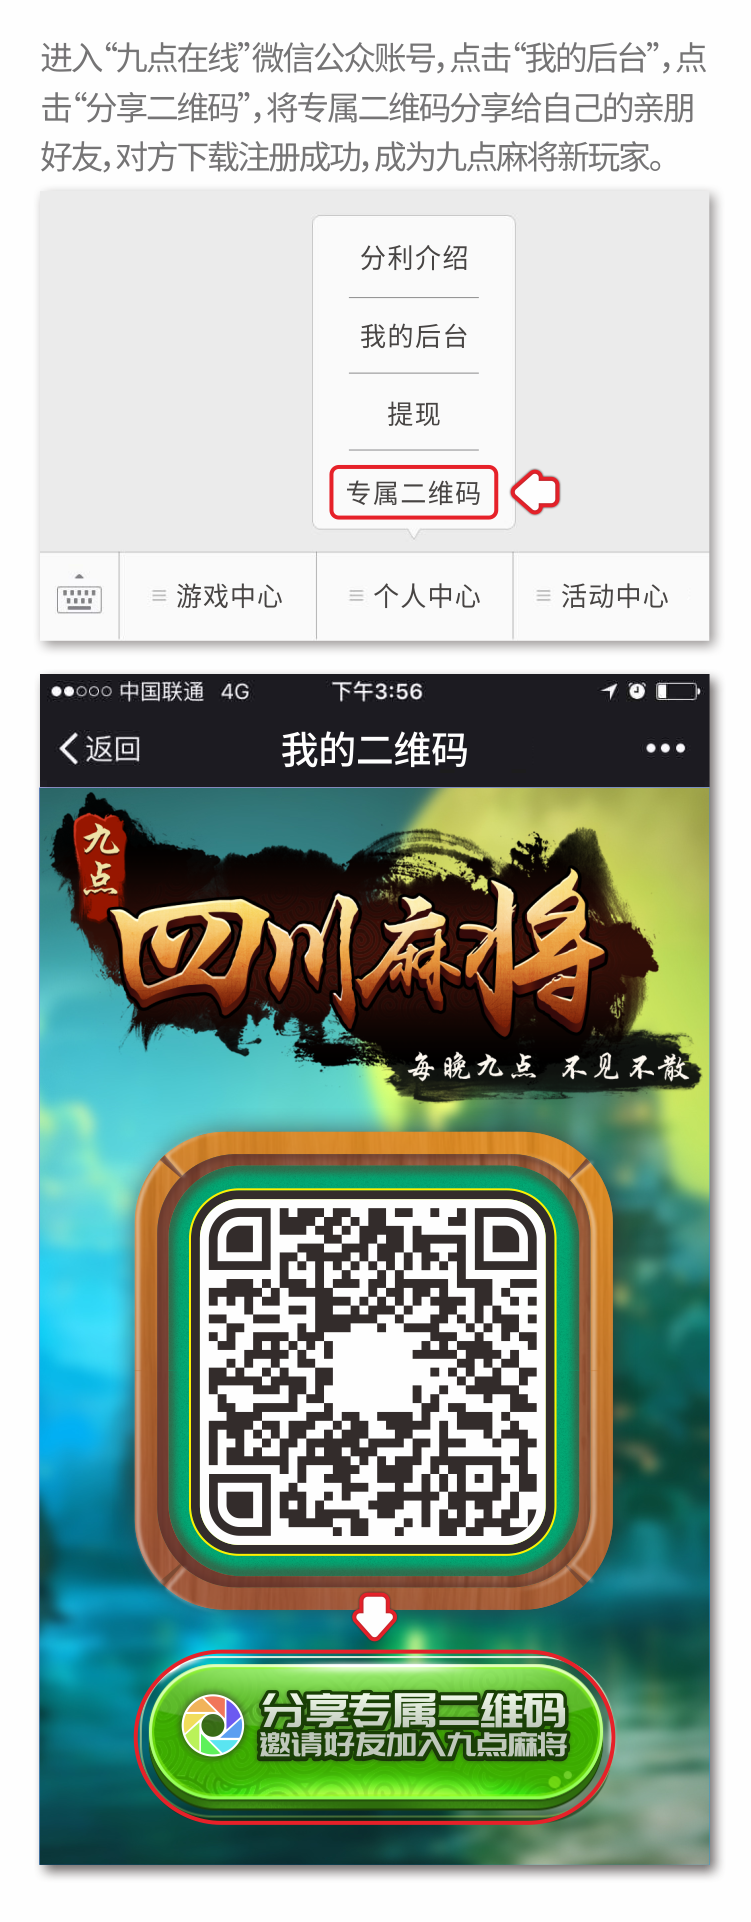 进入“九点在线”微信公众账号，点击“我的后台”，点
击“分享二维码”，将专属二维码分享给自己的亲朋
好友，对方下载注册成功，成为九点麻将新玩家。
分利介绍
我的后台
提现
专属二维码
游戏中心
个人中心
活动中心
中国联通 4G 下午3:56
返回 我的二维码
九点
四川麻将
每晚九点 不见不散
分享专属二维码
邀请好友加入九点麻将